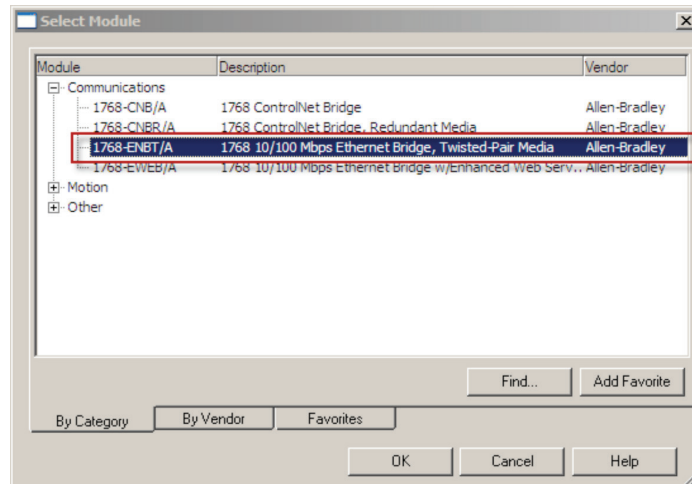 Select Module
Module Description Vendor
Communications
1768-CNB/A 1768 ControlNet Bridge Allen-Bradley
1768-CNBR/A 1768 ControlNet Bridge, Redundant Media Allen-Bradley
1768-ENBT/A 1768 10/100 Mbps Ethernet Bridge, Twisted-Pair Media Allen-Bradley
1768-EWEB/A 1768 10/100 Mbps Ethernet Bridge w/Enhanced Web Serv.. Allen-Bradley
Motion
Other
Find... Add Favorite
By Category By Vendor Favorites
OK Cancel Help